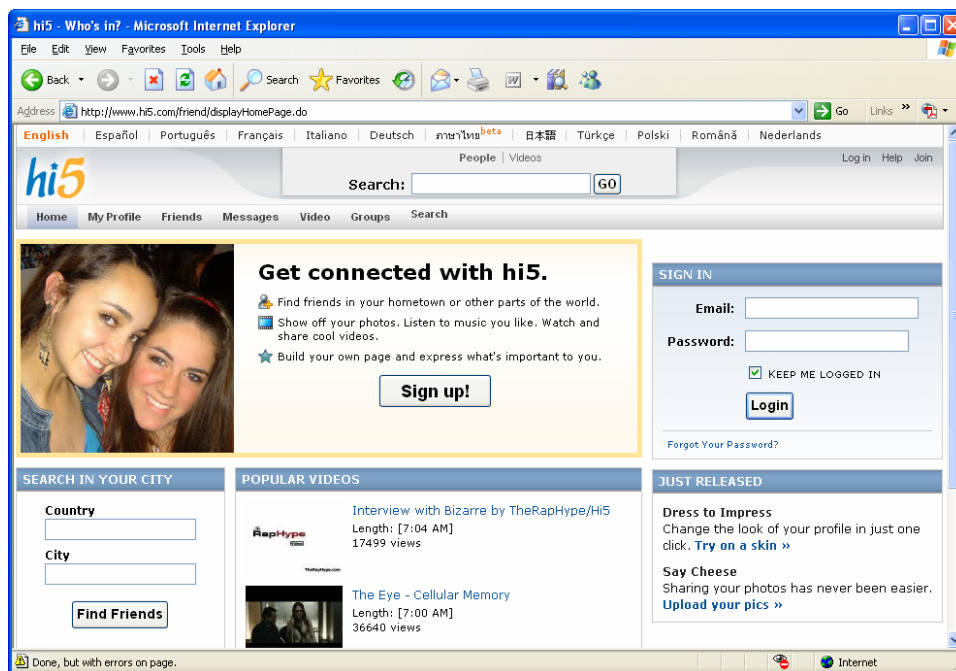 hi5 - Who's in? - Microsoft Internet Explorer
File Edit View Favorites Tools Help
Back Search Favorites
Address http://www.hi5.com/friend/displayHomePage.do Go Links »
English | Español | Português | Français | Italiano | Deutsch | ภาษาไทย beta | 日本語 | Türkçe | Polski | Română | Nederlands
People | Videos
Log in Help Join
hi5
Search: GO
Home My Profile Friends Messages Video Groups Search
Get connected with hi5.
Find friends in your hometown or other parts of the world.
Show off your photos. Listen to music you like. Watch and
share cool videos.
Build your own page and express what's important to you.
Sign up!
SIGN IN
Email:
Password:
KEEP ME LOGGED IN
Login
Forgot Your Password?
SEARCH IN YOUR CITY
Country
City
Find Friends
POPULAR VIDEOS
RapHype
TheRapHype.com
Interview with Bizarre by TheRapHype/Hi5
Length: [7:04 AM]
17499 views
The Eye - Cellular Memory
Length: [7:00 AM]
36640 views
JUST RELEASED
Dress to Impress
Change the look of your profile in just one
click. Try on a skin »
Say Cheese
Sharing your photos has never been easier.
Upload your pics »
Done, but with errors on page.
Internet